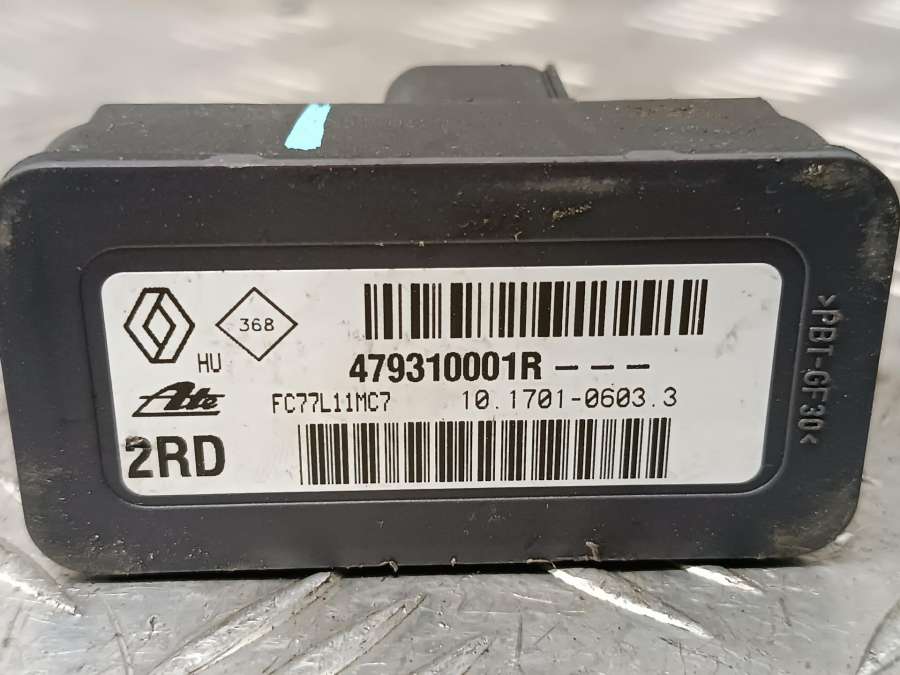 368
HU
479310001R---
Ate
FC77L11MC7 10.1701-0603.3
2RD
>PBT-GF30<